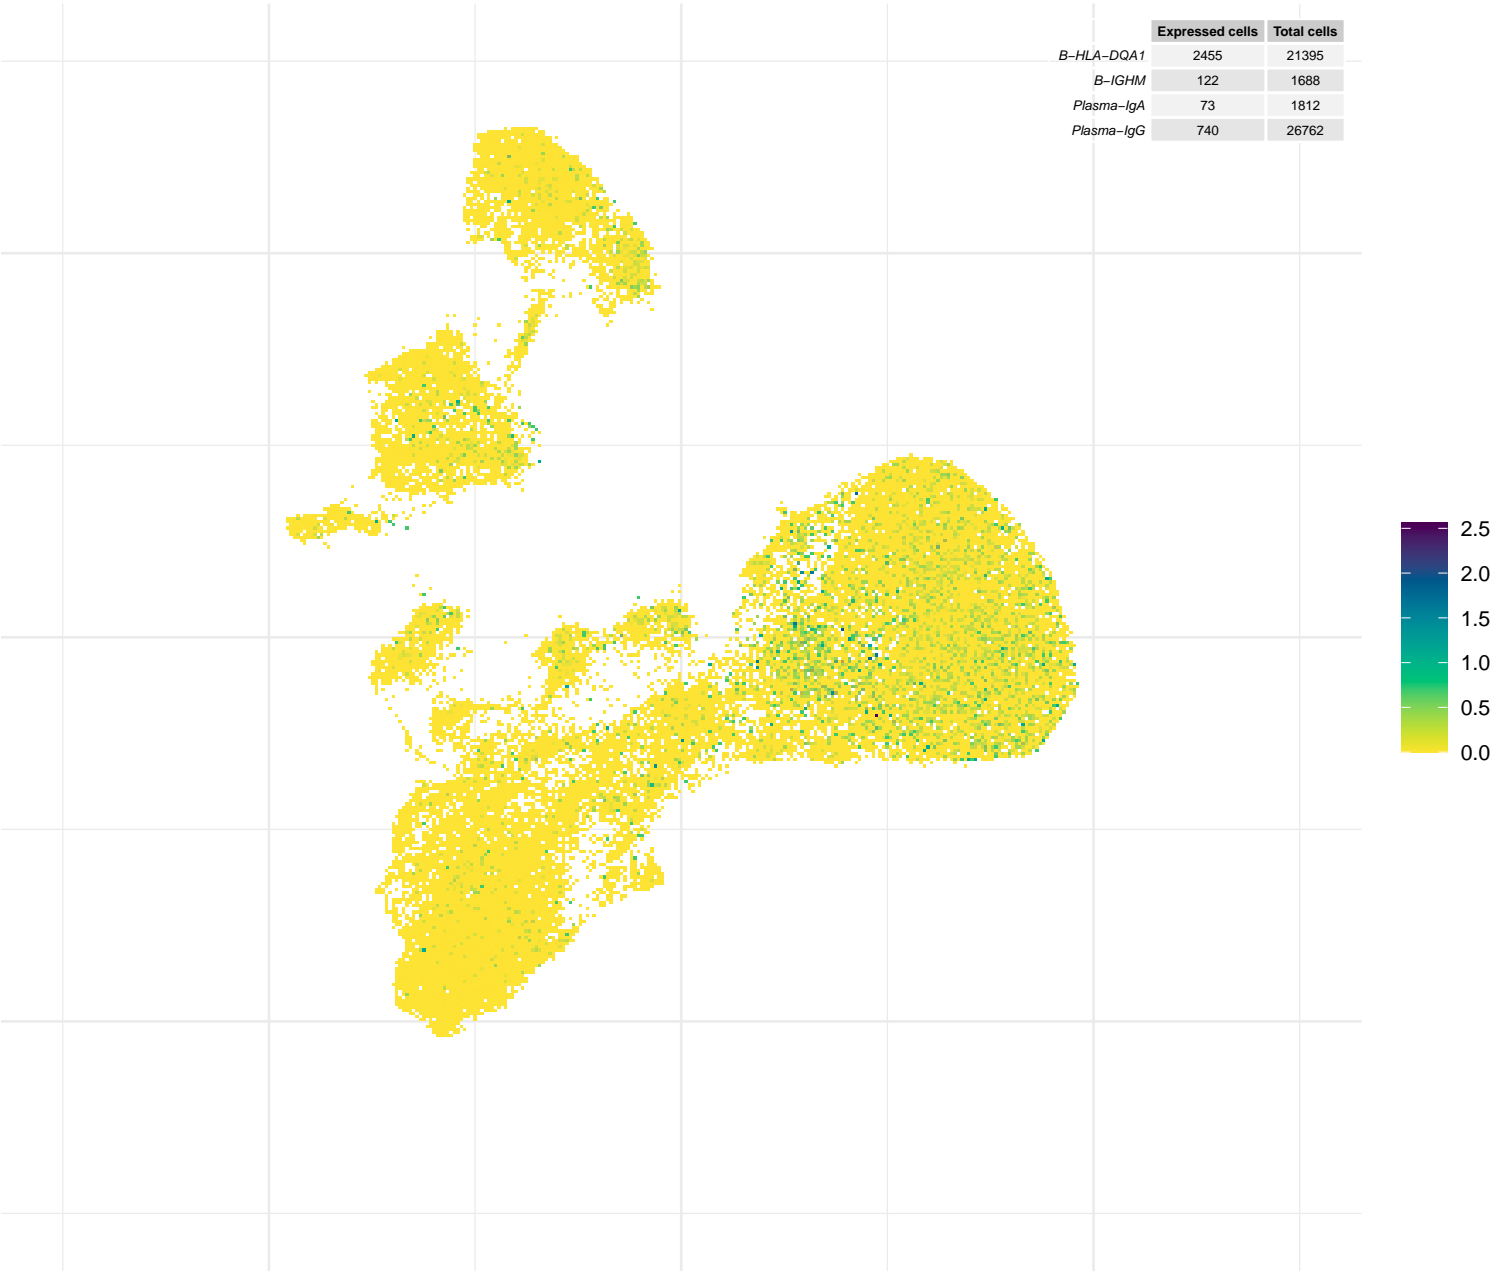 Expressed cells Total cells
B−HLA−DQA1 2455 21395
B−IGHM 122 1688
Plasma−IgA 73 1812
Plasma−IgG 740 26762
2.5
2.0
1.5
1.0
0.5
0.0